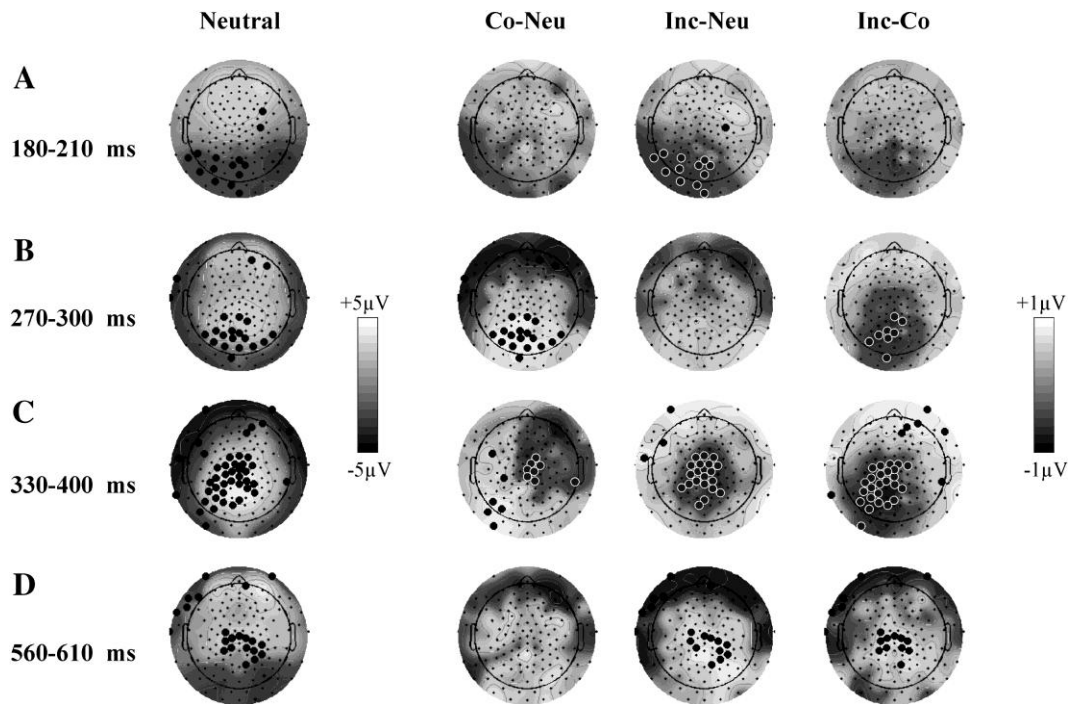 Neutral Co-Neu Inc-Neu Inc-Co
A
180-210 ms
B
270-300 ms
+5µV +1µV
C
-5µV -1µV
330-400 ms
D
560-610 ms